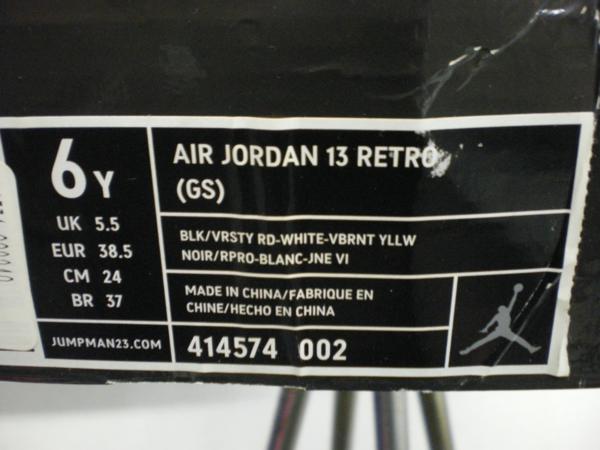 6Y
UK 5.5
EUR 38.5
CM 24
BR 37
JUMPMAN23.COM
AIR JORDAN 13 RETRO
(GS)
BLK/VRSTY RD-WHITE-VBRNT YLLW
NOIR/RPRO-BLANC-JNE VI
MADE IN CHINA/FABRIQUE EN
CHINE/HECHO EN CHINA
414574 002